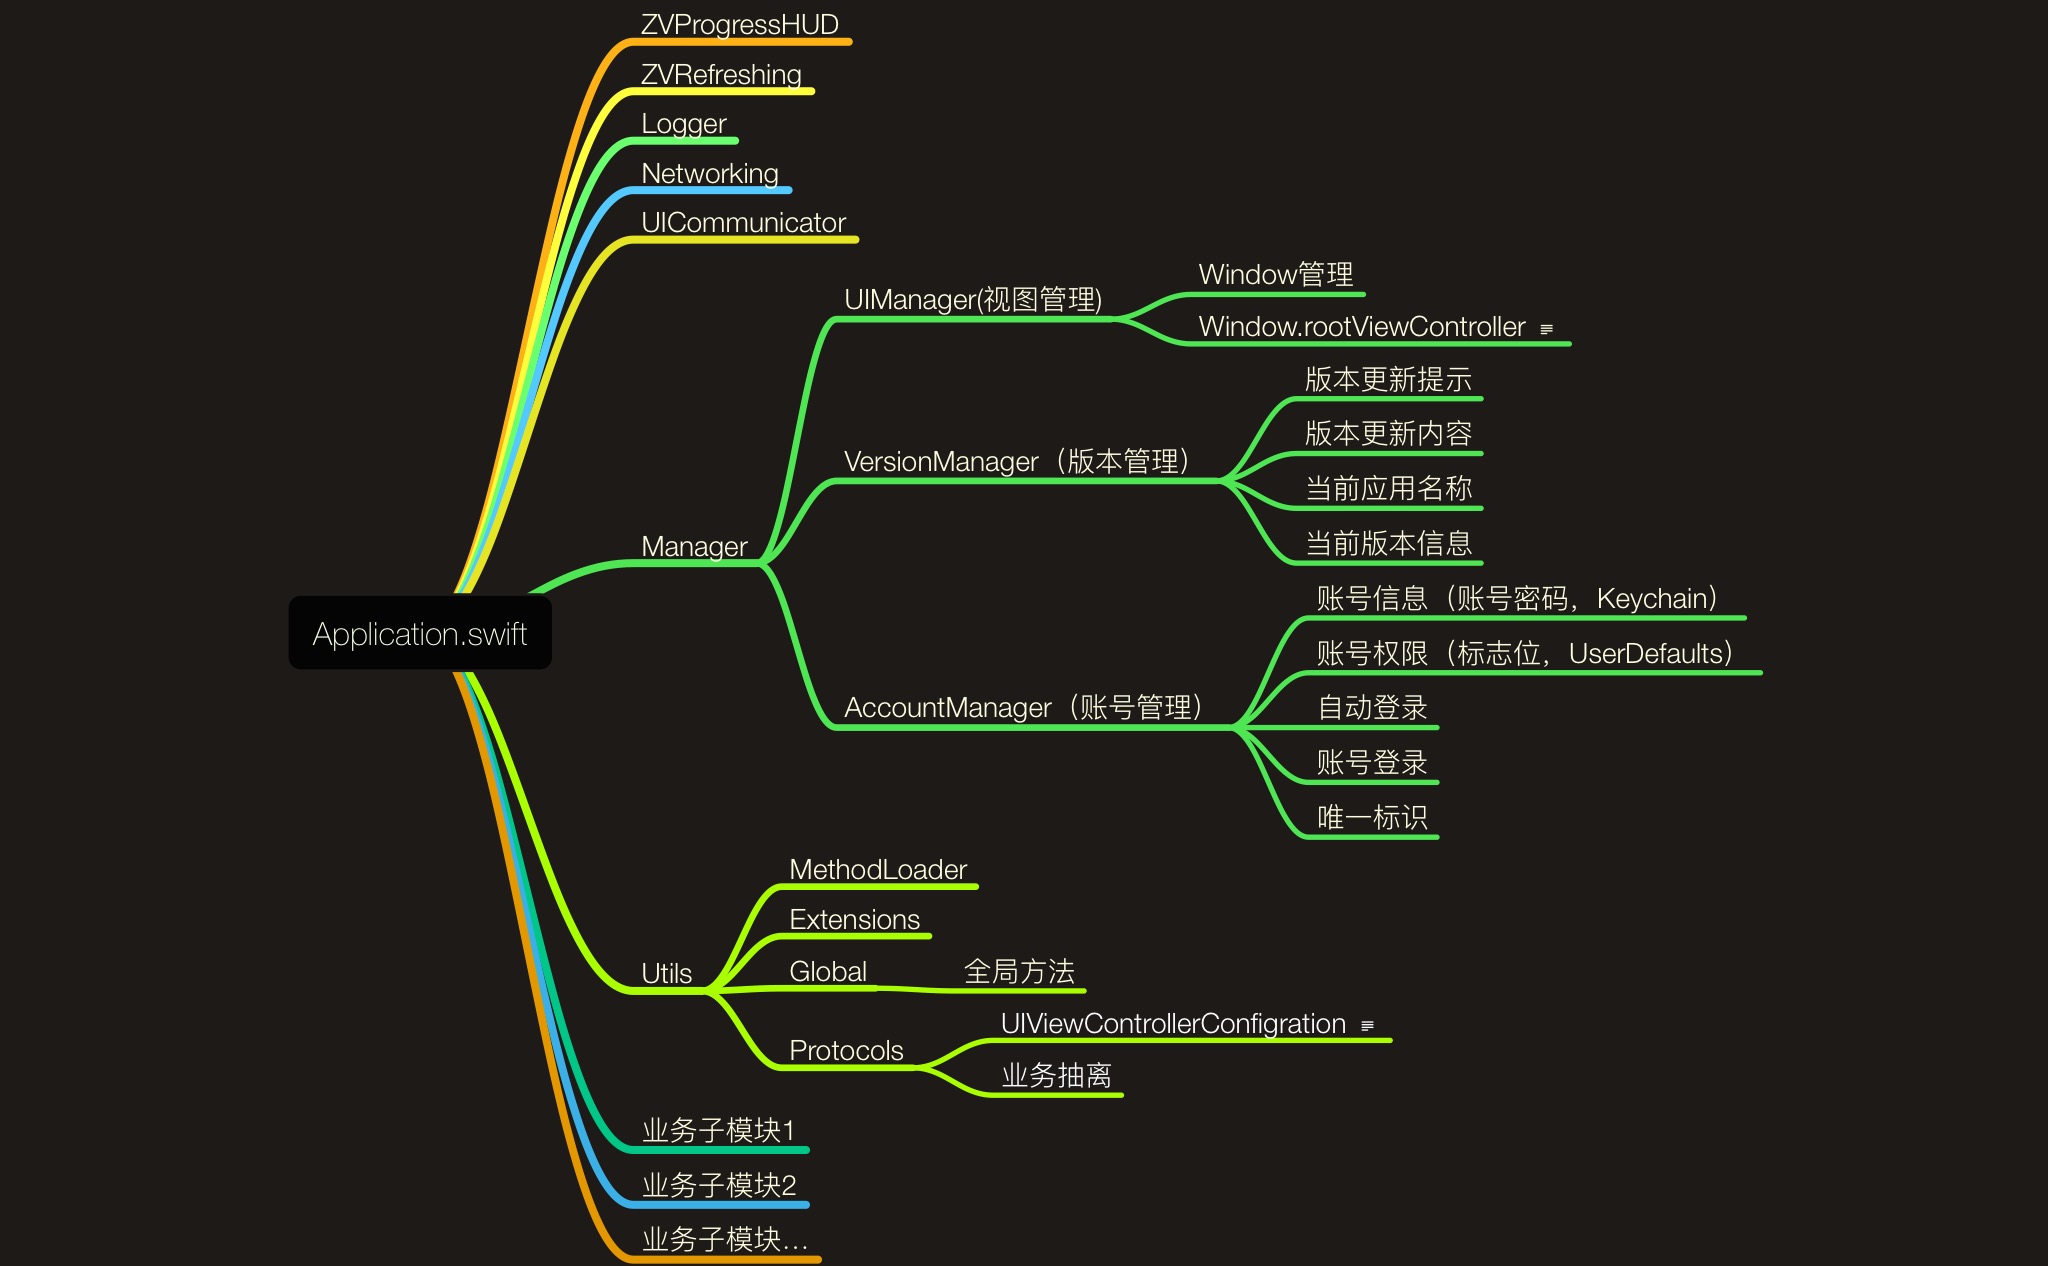 ZVProgressHUD
ZVRefreshing
Logger
Networking
UICommunicator
Application.swift
Manager
UIManager(视图管理)
Window管理
Window.rootViewController
VersionManager（版本管理）
版本更新提示
版本更新内容
当前应用名称
当前版本信息
AccountManager（账号管理）
账号信息（账号密码，Keychain）
账号权限（标志位，UserDefaults）
自动登录
账号登录
唯一标识
Utils
MethodLoader
Extensions
Global
全局方法
Protocols
UIViewControllerConfigration
业务抽离
业务子模块1
业务子模块2
业务子模块...